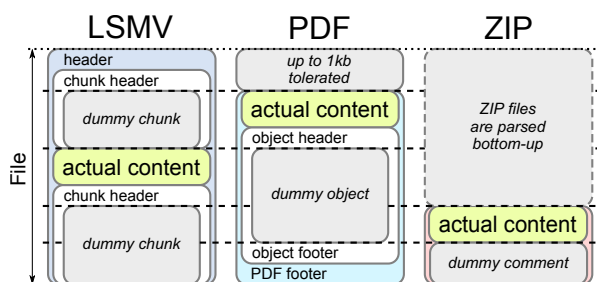 LSMV
PDF
ZIP
File
header
chunk header
dummy chunk
actual content
chunk header
dummy chunk
up to 1kb
tolerated
actual content
object header
dummy object
object footer
PDF footer
ZIP files
are parsed
bottom-up
actual content
dummy comment